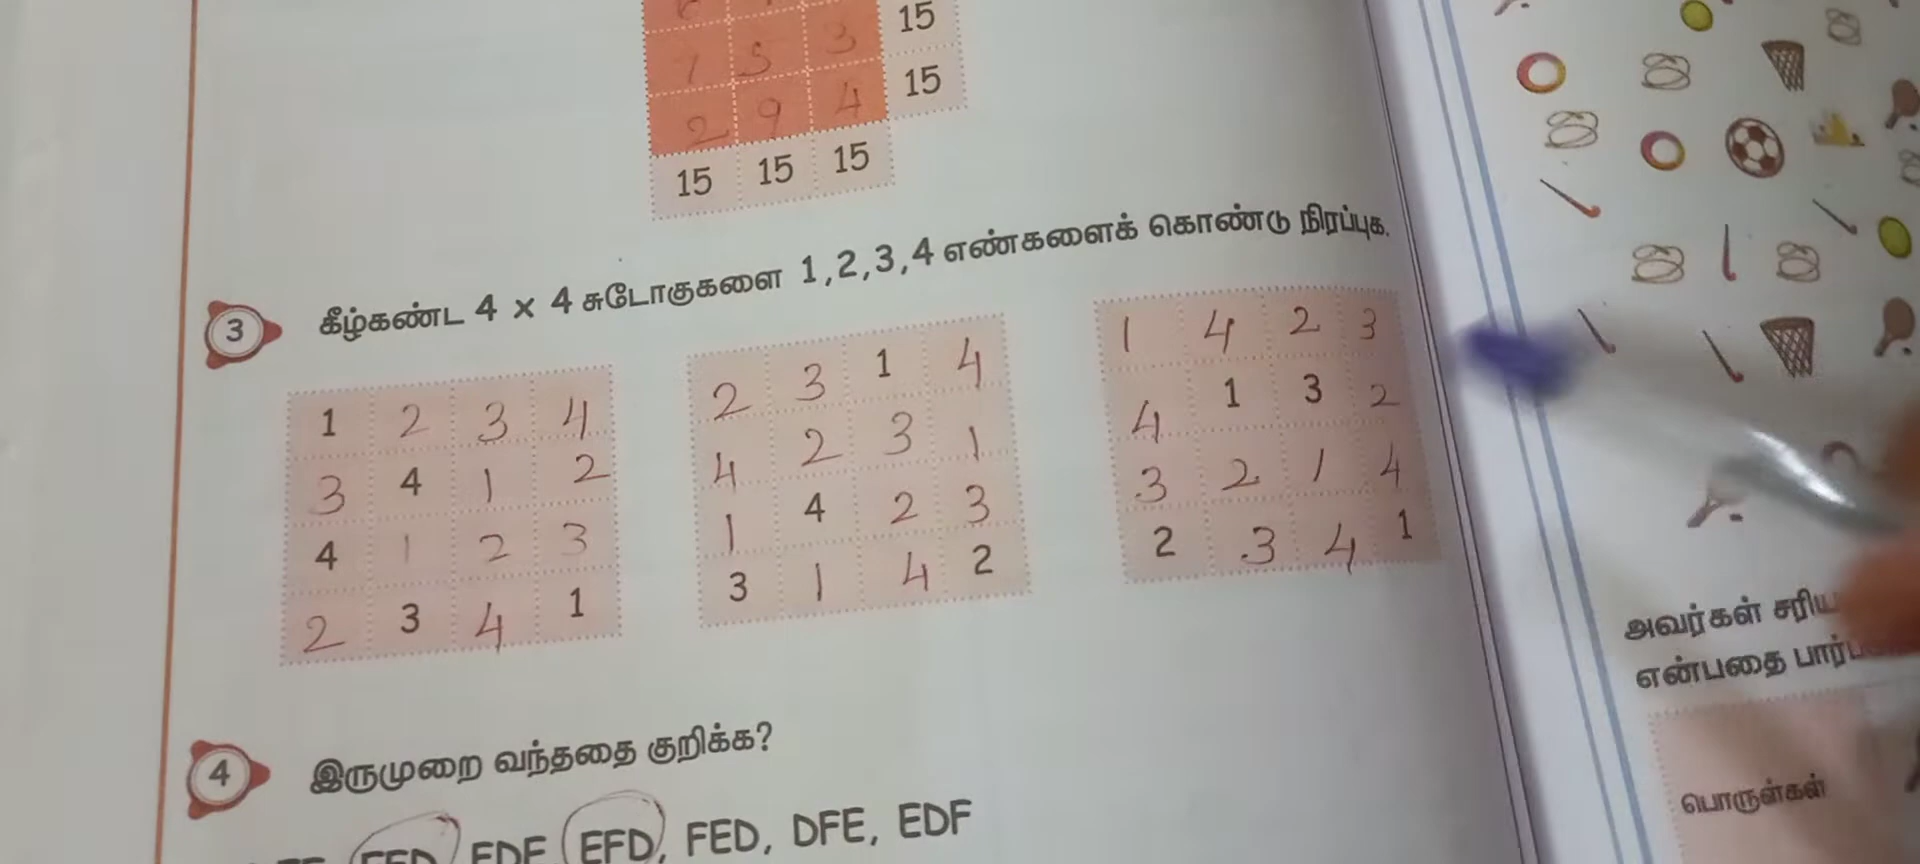 15
7 5 3 15
2 9 4
15 15 15
3 கீழ்கண்ட 4 x 4 சுடோகுகளை 1,2,3,4 எண்களைக் கொண்டு நிரப்புக.
1 2 3 4
3 4 1 2
4 1 2 3
2 3 4 1
2 3 1 4
4 2 3 1
1 4 2 3
3 1 4 2
1 4 2 3
4 1 3 2
3 2 1 4
2 3 4 1
4 இருமுறை வந்ததை குறிக்க?
FED EDF, EFD, FED, DFE, EDF
அவர்கள்
என்பதை
பொருள்கள்